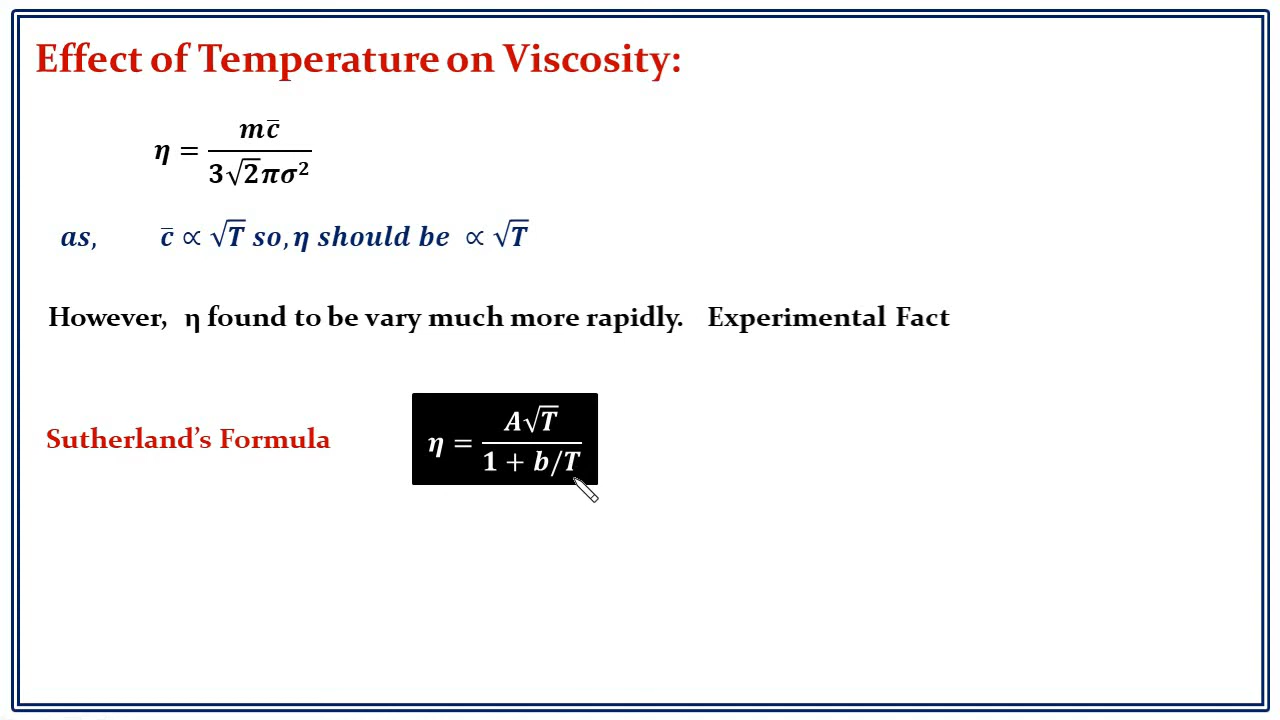 Effect of Temperature on Viscosity:
η = mc̄ / 3√2πσ²
as, c̄ ∝ √T so, η should be ∝ √T
However, η found to be vary much more rapidly. Experimental Fact
Sutherland's Formula η = A√T / 1 + b/T